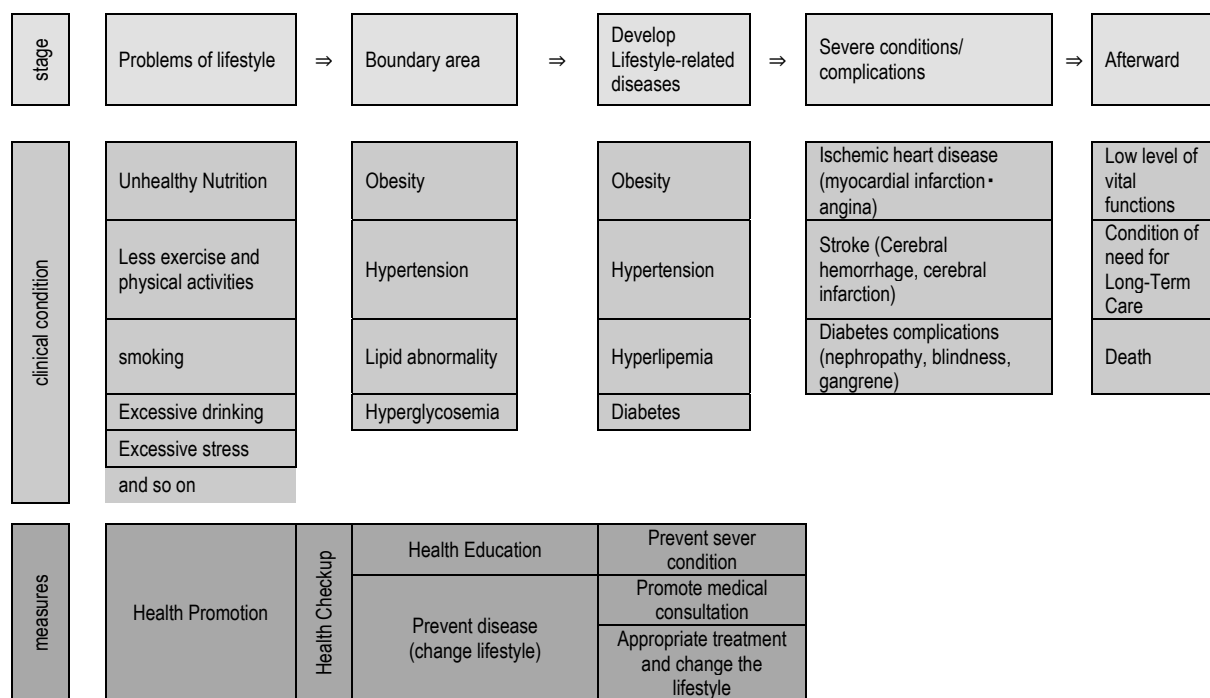 stage
Problems of lifestyle
⇒
Boundary area
⇒
Develop
Lifestyle-related
diseases
⇒
Severe conditions/
complications
⇒
Afterward
clinical condition
Unhealthy Nutrition
Less exercise and
physical activities
smoking
Excessive drinking
Excessive stress
and so on
Obesity
Hypertension
Lipid abnormality
Hyperglycosemia
Obesity
Hypertension
Hyperlipemia
Diabetes
Ischemic heart disease
(myocardial infarction・
angina)
Stroke (Cerebral
hemorrhage, cerebral
infarction)
Diabetes complications
(nephropathy, blindness,
gangrene)
Low level of
vital
functions
Condition of
need for
Long-Term
Care
Death
measures
Health Promotion
Health Checkup
Health Education
Prevent disease
(change lifestyle)
Prevent sever
condition
Promote medical
consultation
Appropriate treatment
and change the
lifestyle